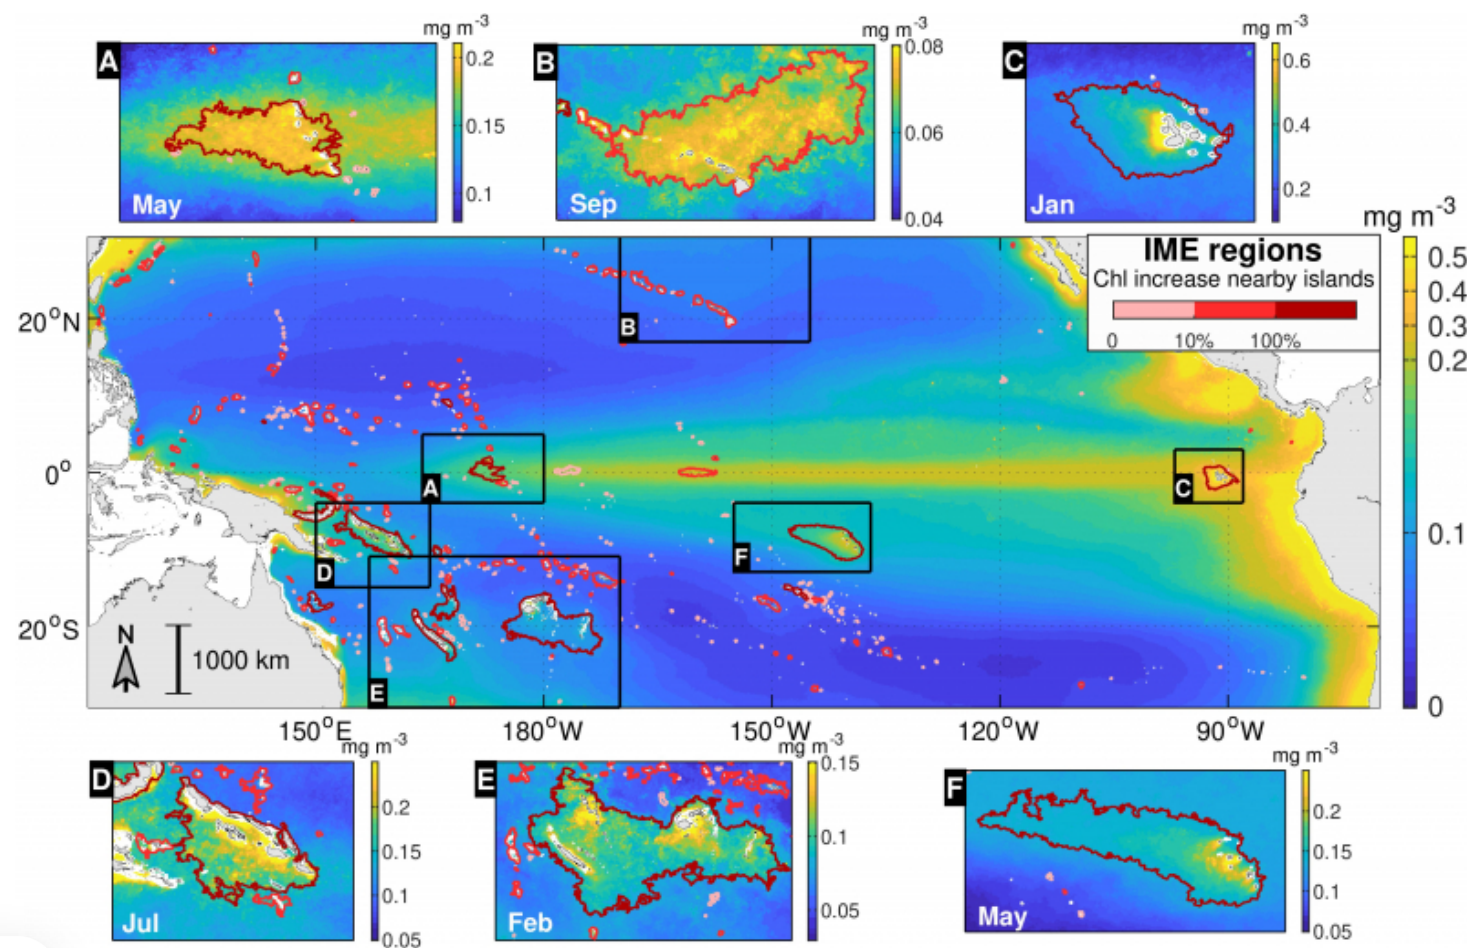 A
mg m-3
0.2
0.15
0.1
May
B
mg m-3
0.08
0.06
0.04
Sep
C
mg m-3
0.6
0.4
0.2
Jan
IME regions
Chl increase nearby islands
0 10% 100%
mg m-3
0.5
0.4
0.3
0.2
0.1
0
20°N
0°
20°S
B
A
C
D
F
E
N
1000 km
150°E 180°W 150°W 120°W 90°W
D
mg m-3
0.2
0.15
0.1
0.05
Jul
E
mg m-3
0.15
0.1
0.05
Feb
F
mg m-3
0.2
0.15
0.1
0.05
May